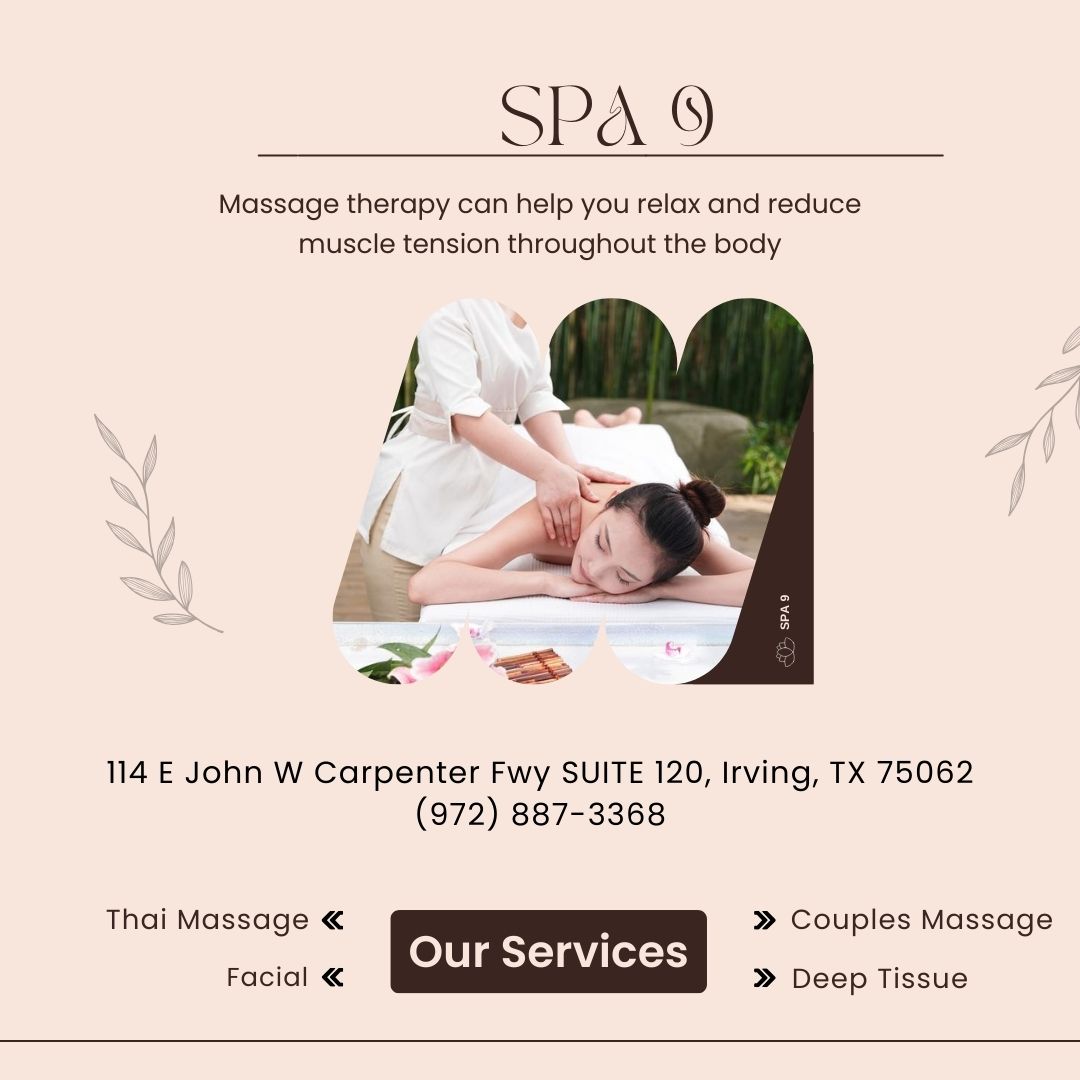 SPA 9
Massage therapy can help you relax and reduce
muscle tension throughout the body
SPA 9
114 E John W Carpenter Fwy SUITE 120, Irving, TX 75062
(972) 887-3368
Thai Massage
Facial
Our Services
Couples Massage
Deep Tissue